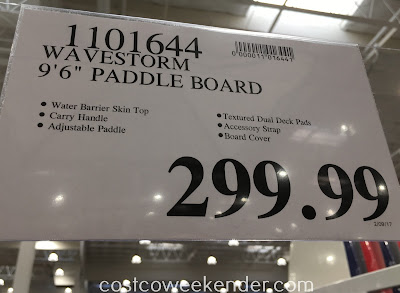 1101644
WAVESTORM
9'6" PADDLE BOARD
0000011016441
• Water Barrier Skin Top
• Carry Handle
• Adjustable Paddle
• Textured Dual Deck Pads
• Accessory Strap
• Board Cover
299.99
costcoweekender.com